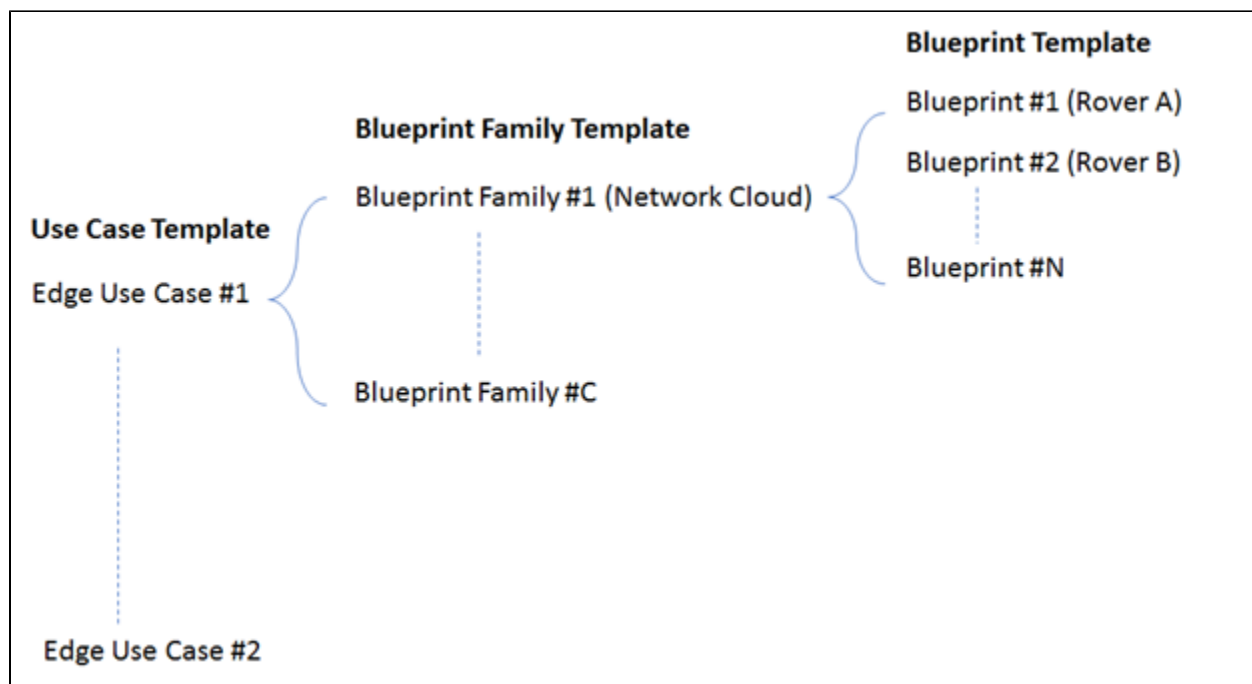 Use Case Template
Edge Use Case #1
Edge Use Case #2
Blueprint Family Template
Blueprint Family #1 (Network Cloud)
Blueprint Family #C
Blueprint Template
Blueprint #1 (Rover A)
Blueprint #2 (Rover B)
Blueprint #N